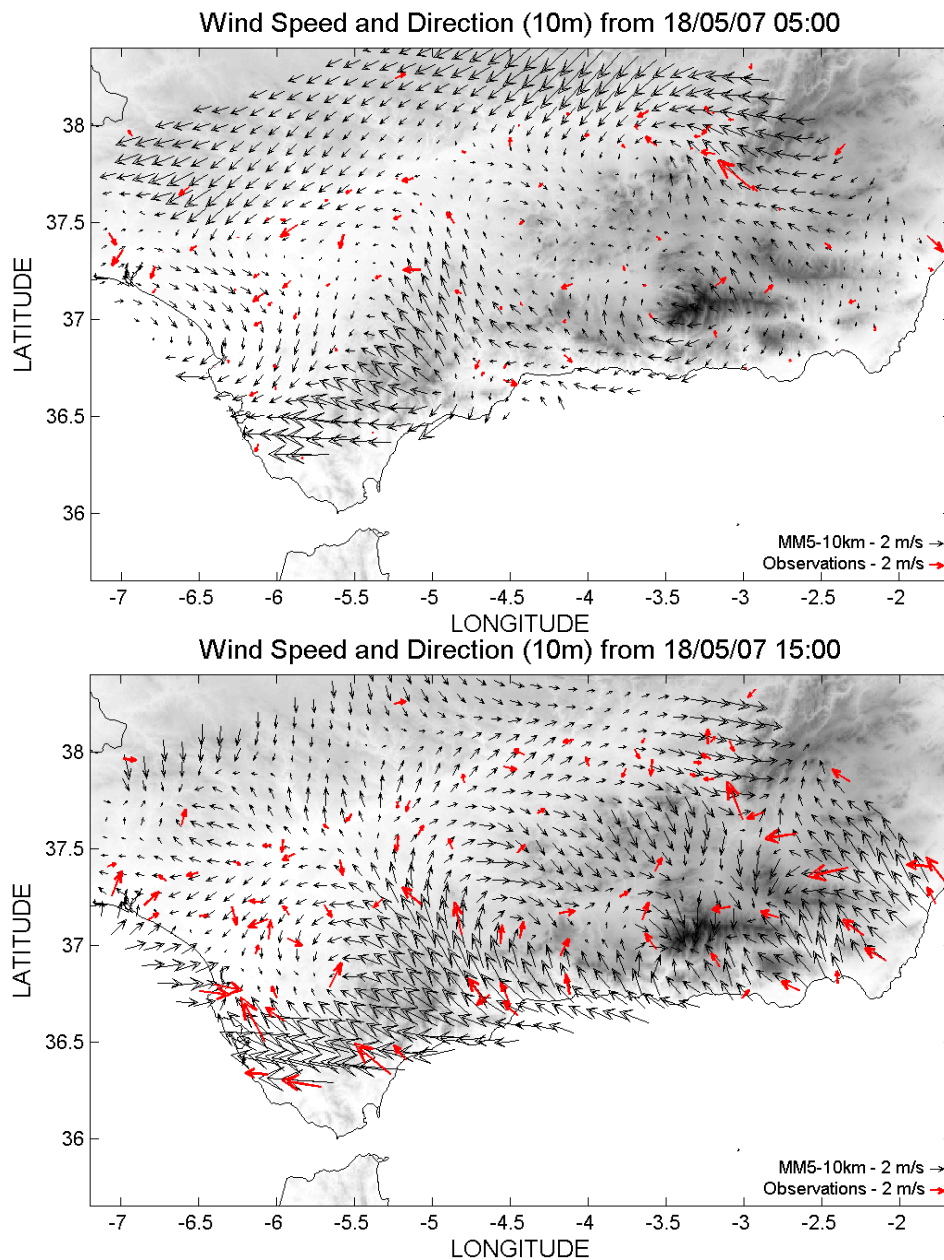 Wind Speed and Direction (10m) from 18/05/07 05:00
38
37.5
37
36.5
36
LATITUDE
MM5-10km - 2 m/s
Observations - 2 m/s
-7 -6.5 -6 -5.5 -5 -4.5 -4 -3.5 -3 -2.5 -2
LONGITUDE
Wind Speed and Direction (10m) from 18/05/07 15:00
38
37.5
37
36.5
36
LATITUDE
MM5-10km - 2 m/s
Observations - 2 m/s
-7 -6.5 -6 -5.5 -5 -4.5 -4 -3.5 -3 -2.5 -2
LONGITUDE